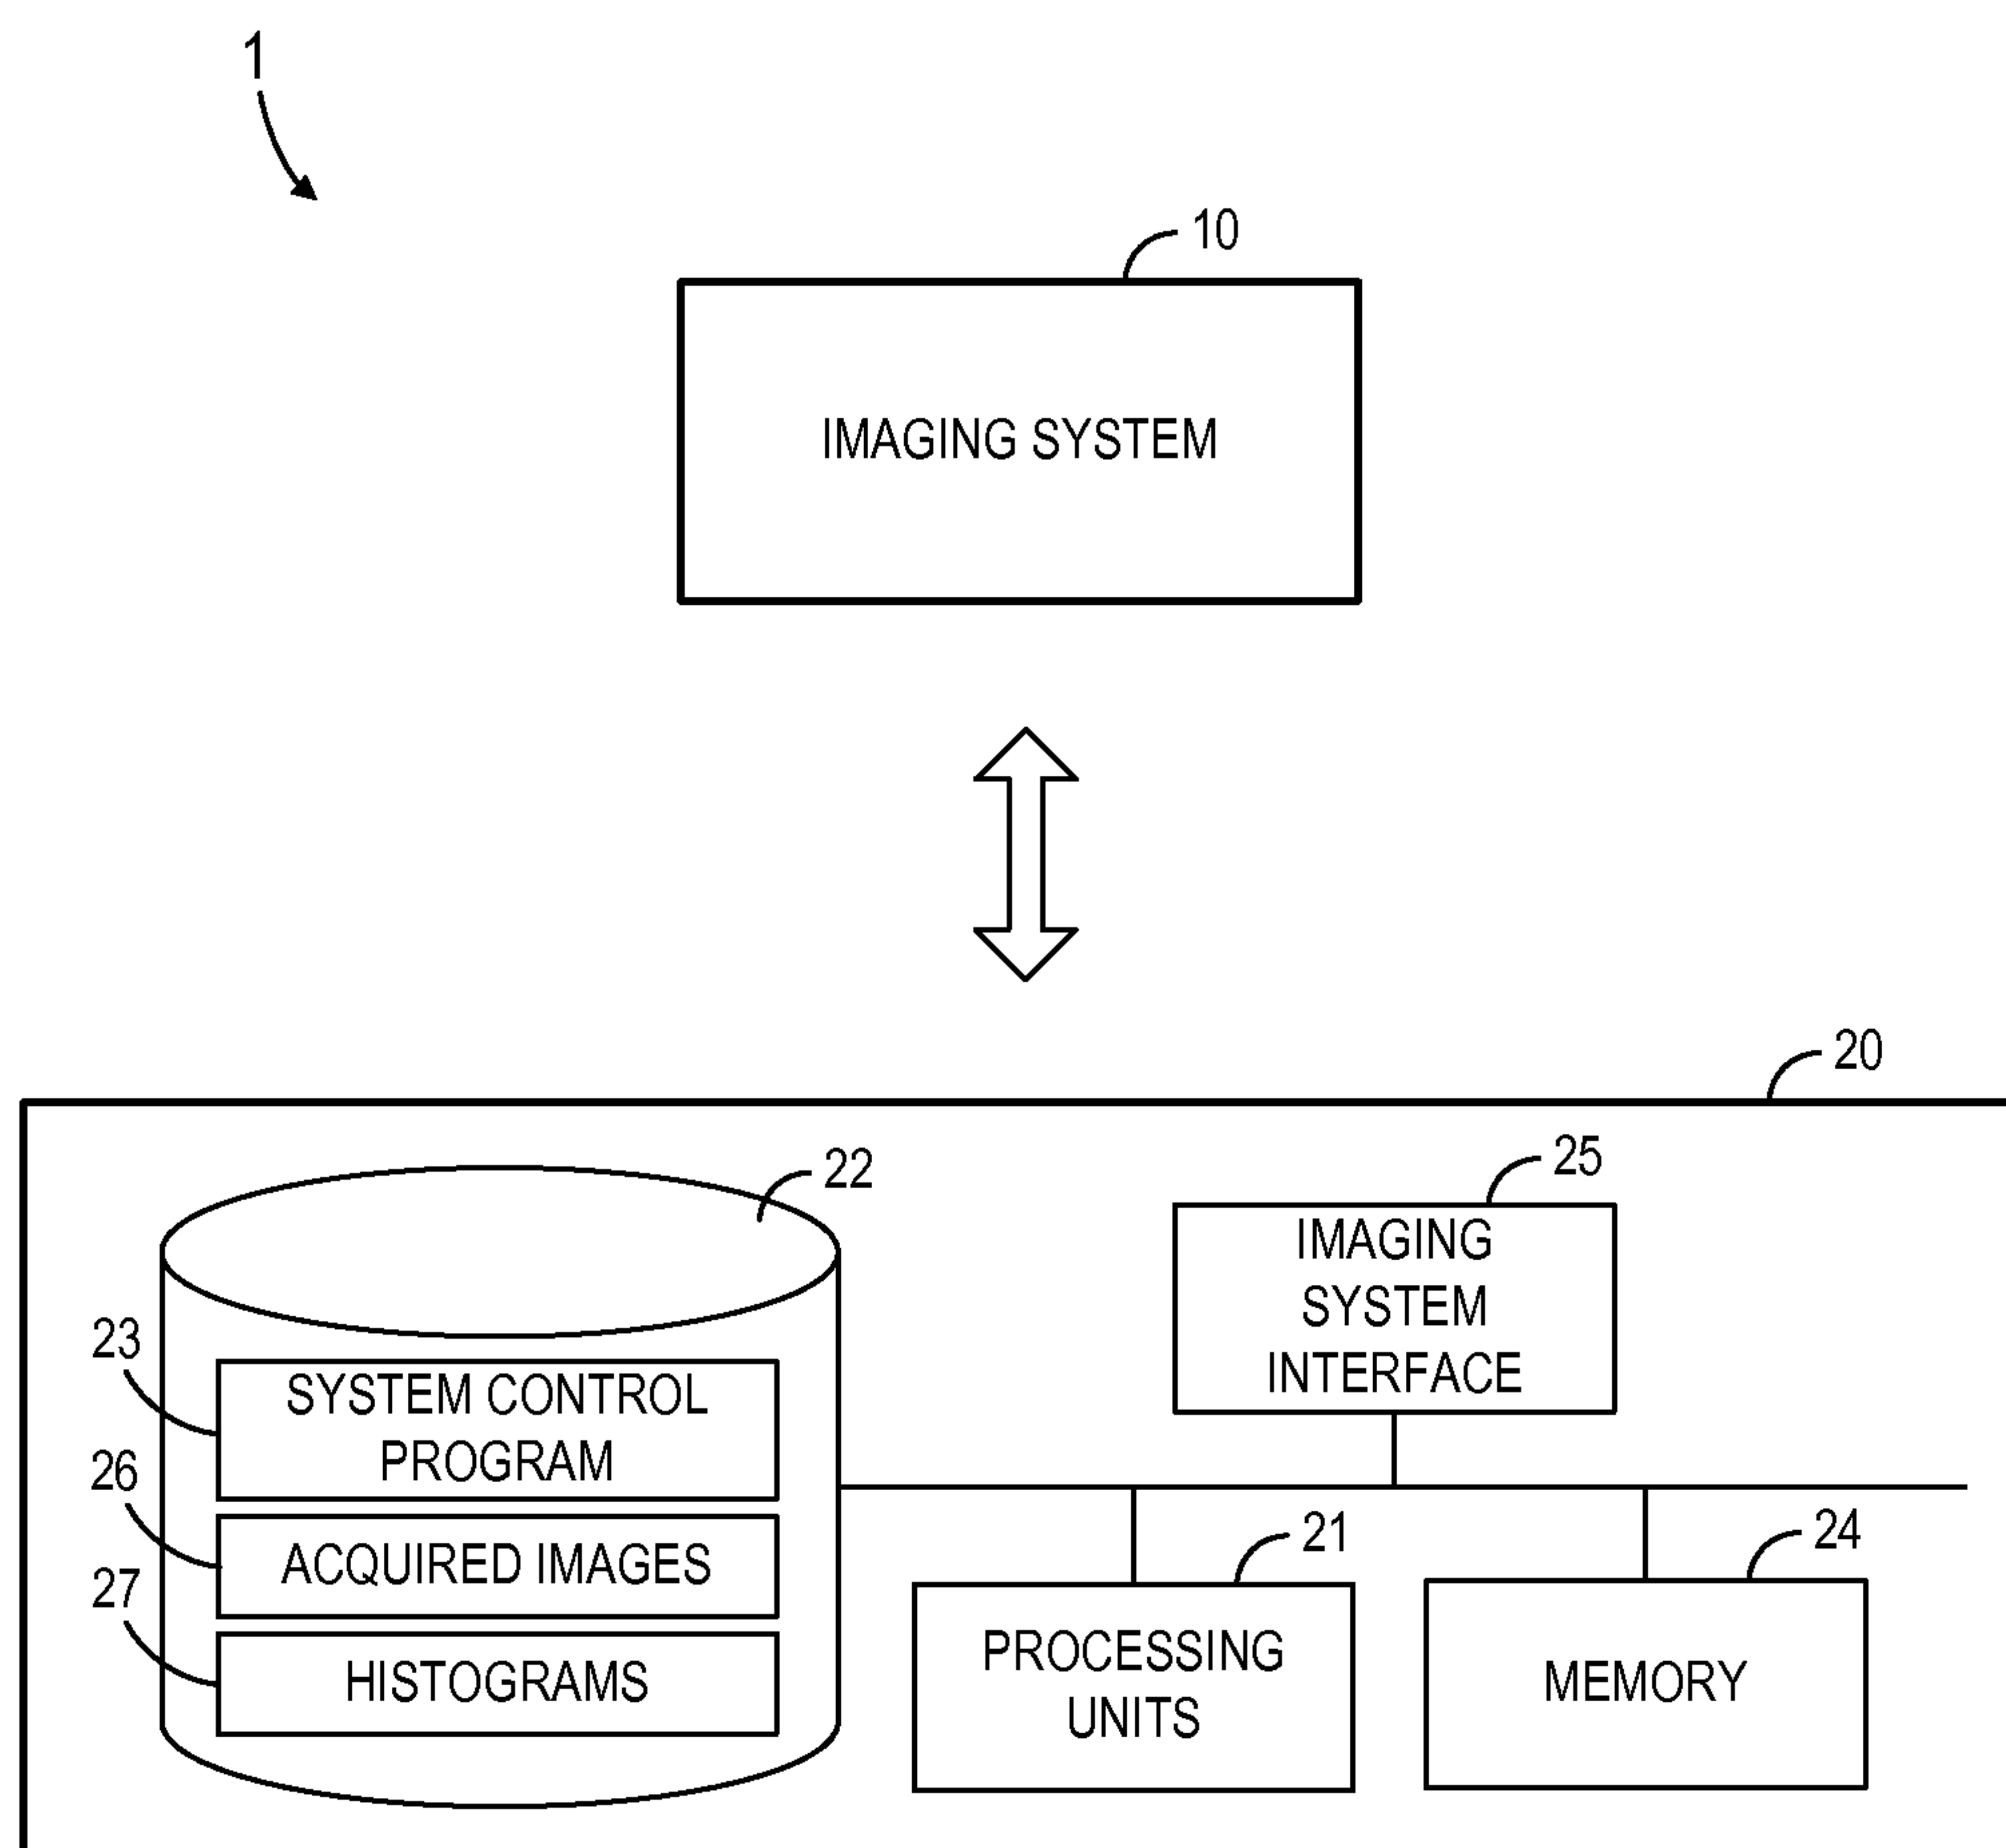 1
10
IMAGING SYSTEM
20
22
25
IMAGING
SYSTEM
INTERFACE
23
SYSTEM CONTROL
PROGRAM
26
ACQUIRED IMAGES
27
HISTOGRAMS
21
PROCESSING
UNITS
24
MEMORY